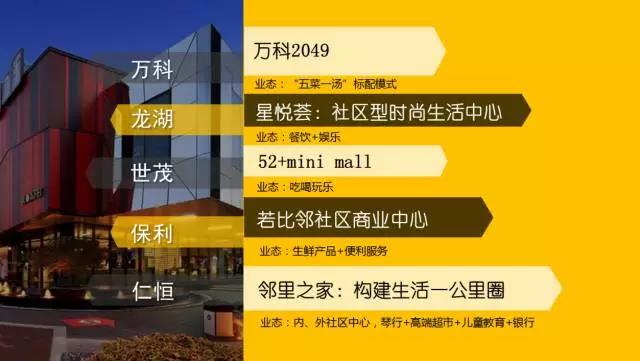 万科
万科2049
业态：“五菜一汤”标配模式
龙湖
星悦荟：社区型时尚生活中心
业态：餐饮+娱乐
世茂
52+mini mall
业态：吃喝玩乐
保利
若比邻社区商业中心
业态：生鲜产品+便利服务
仁恒
邻里之家：构建生活一公里圈
业态：内、外社区中心，琴行+高端超市+儿童教育+银行